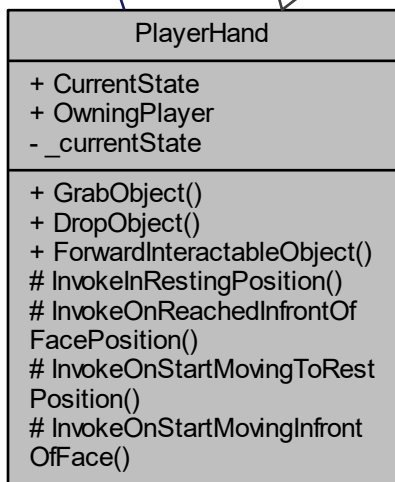 PlayerHand
+ CurrentState
+ OwningPlayer
- _currentState
+ GrabObject()
+ DropObject()
+ ForwardInteractableObject()
# InvokeInRestingPosition()
# InvokeOnReachedInfrontOf
FacePosition()
# InvokeOnStartMovingToRest
Position()
# InvokeOnStartMovingInfront
OfFace()